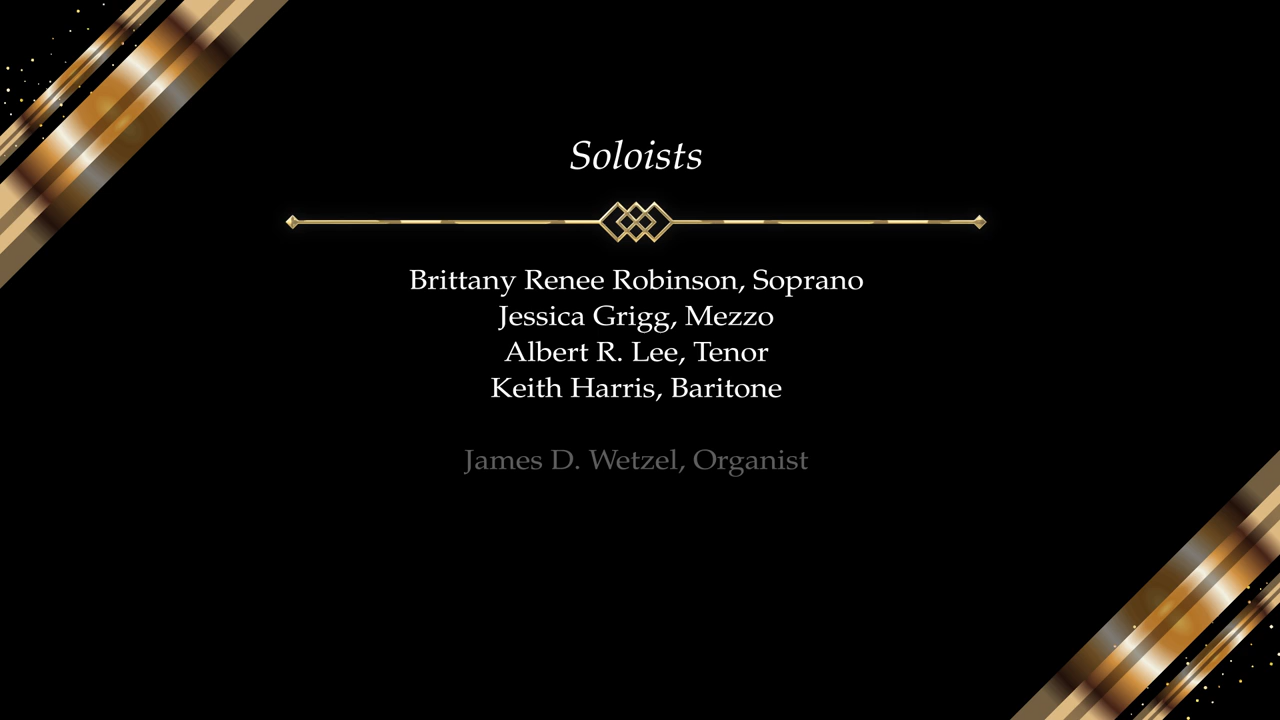 Soloists
Brittany Renee Robinson, Soprano
Jessica Grigg, Mezzo
Albert R. Lee, Tenor
Keith Harris, Baritone
James D. Wetzel, Organist